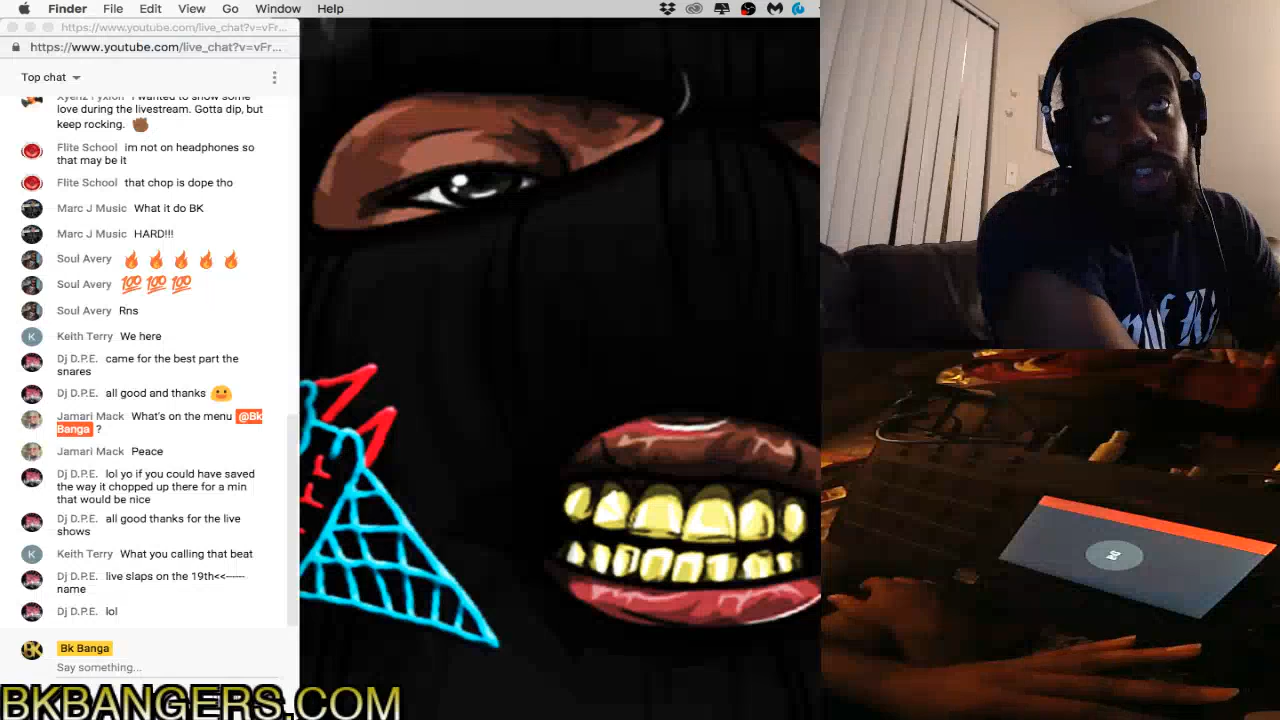 Finder File Edit View Go Window Help
https://www.youtube.com/live_chat?v=vFr...
https://www.youtube.com/live_chat?v=vFr...
Top chat
I wanted to show some
love during the livestream. Gotta dip, but
keep rocking.
Flite School im not on headphones so
that may be it
Flite School that chop is dope tho
Marc J Music What it do BK
Marc J Music HARD!!!
Soul Avery 🔥 🔥 🔥 🔥 🔥
Soul Avery 💯 💯 💯
Soul Avery Rns
K Keith Terry We here
Dj D.P.E. came for the best part the
snares
Dj D.P.E. all good and thanks
Jamari Mack What's on the menu @Bk
Banga ?
Jamari Mack Peace
Dj D.P.E. lol yo if you could have saved
the way it chopped up there for a min
that would be nice
Dj D.P.E. all good thanks for the live
shows
K Keith Terry What you calling that beat
Dj D.P.E. live slaps on the 19th<<------
name
Dj D.P.E. lol
BK Bk Banga
Say something...
BKBANGERS.COM